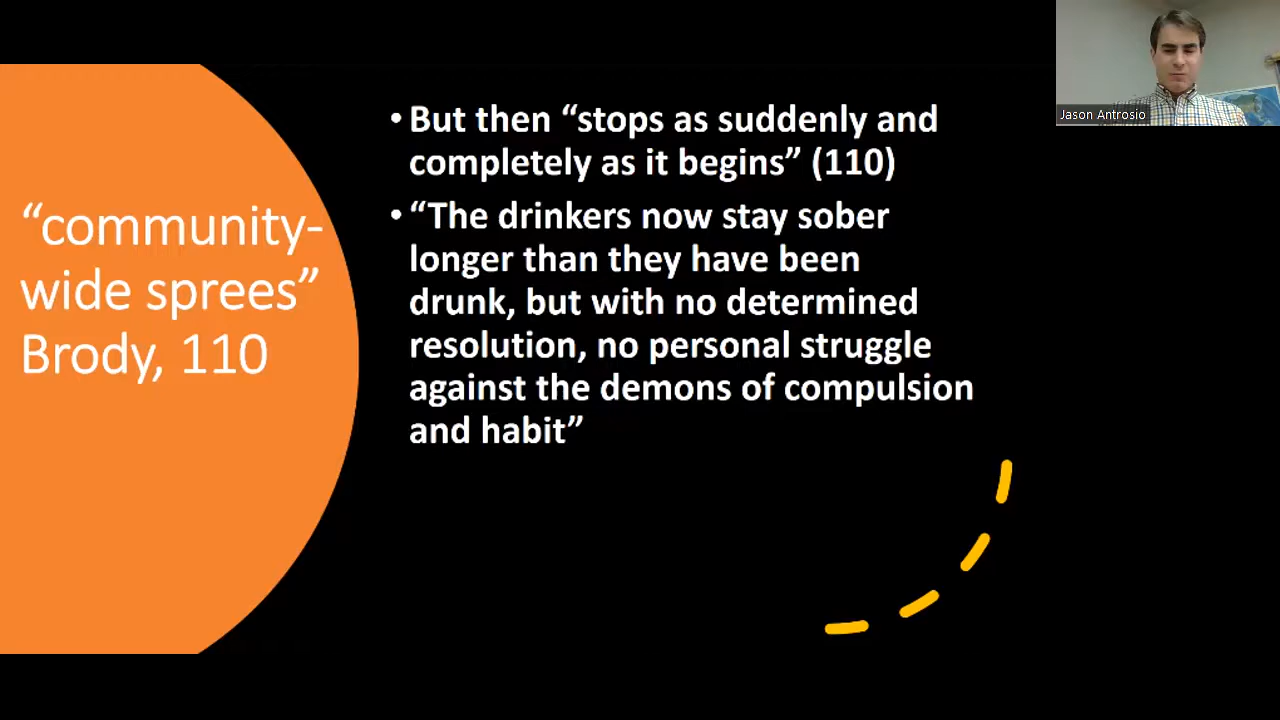 “community-
wide sprees”
Brody, 110
• But then “stops as suddenly and
completely as it begins” (110)
• “The drinkers now stay sober
longer than they have been
drunk, but with no determined
resolution, no personal struggle
against the demons of compulsion
and habit”
Jason Antrosio